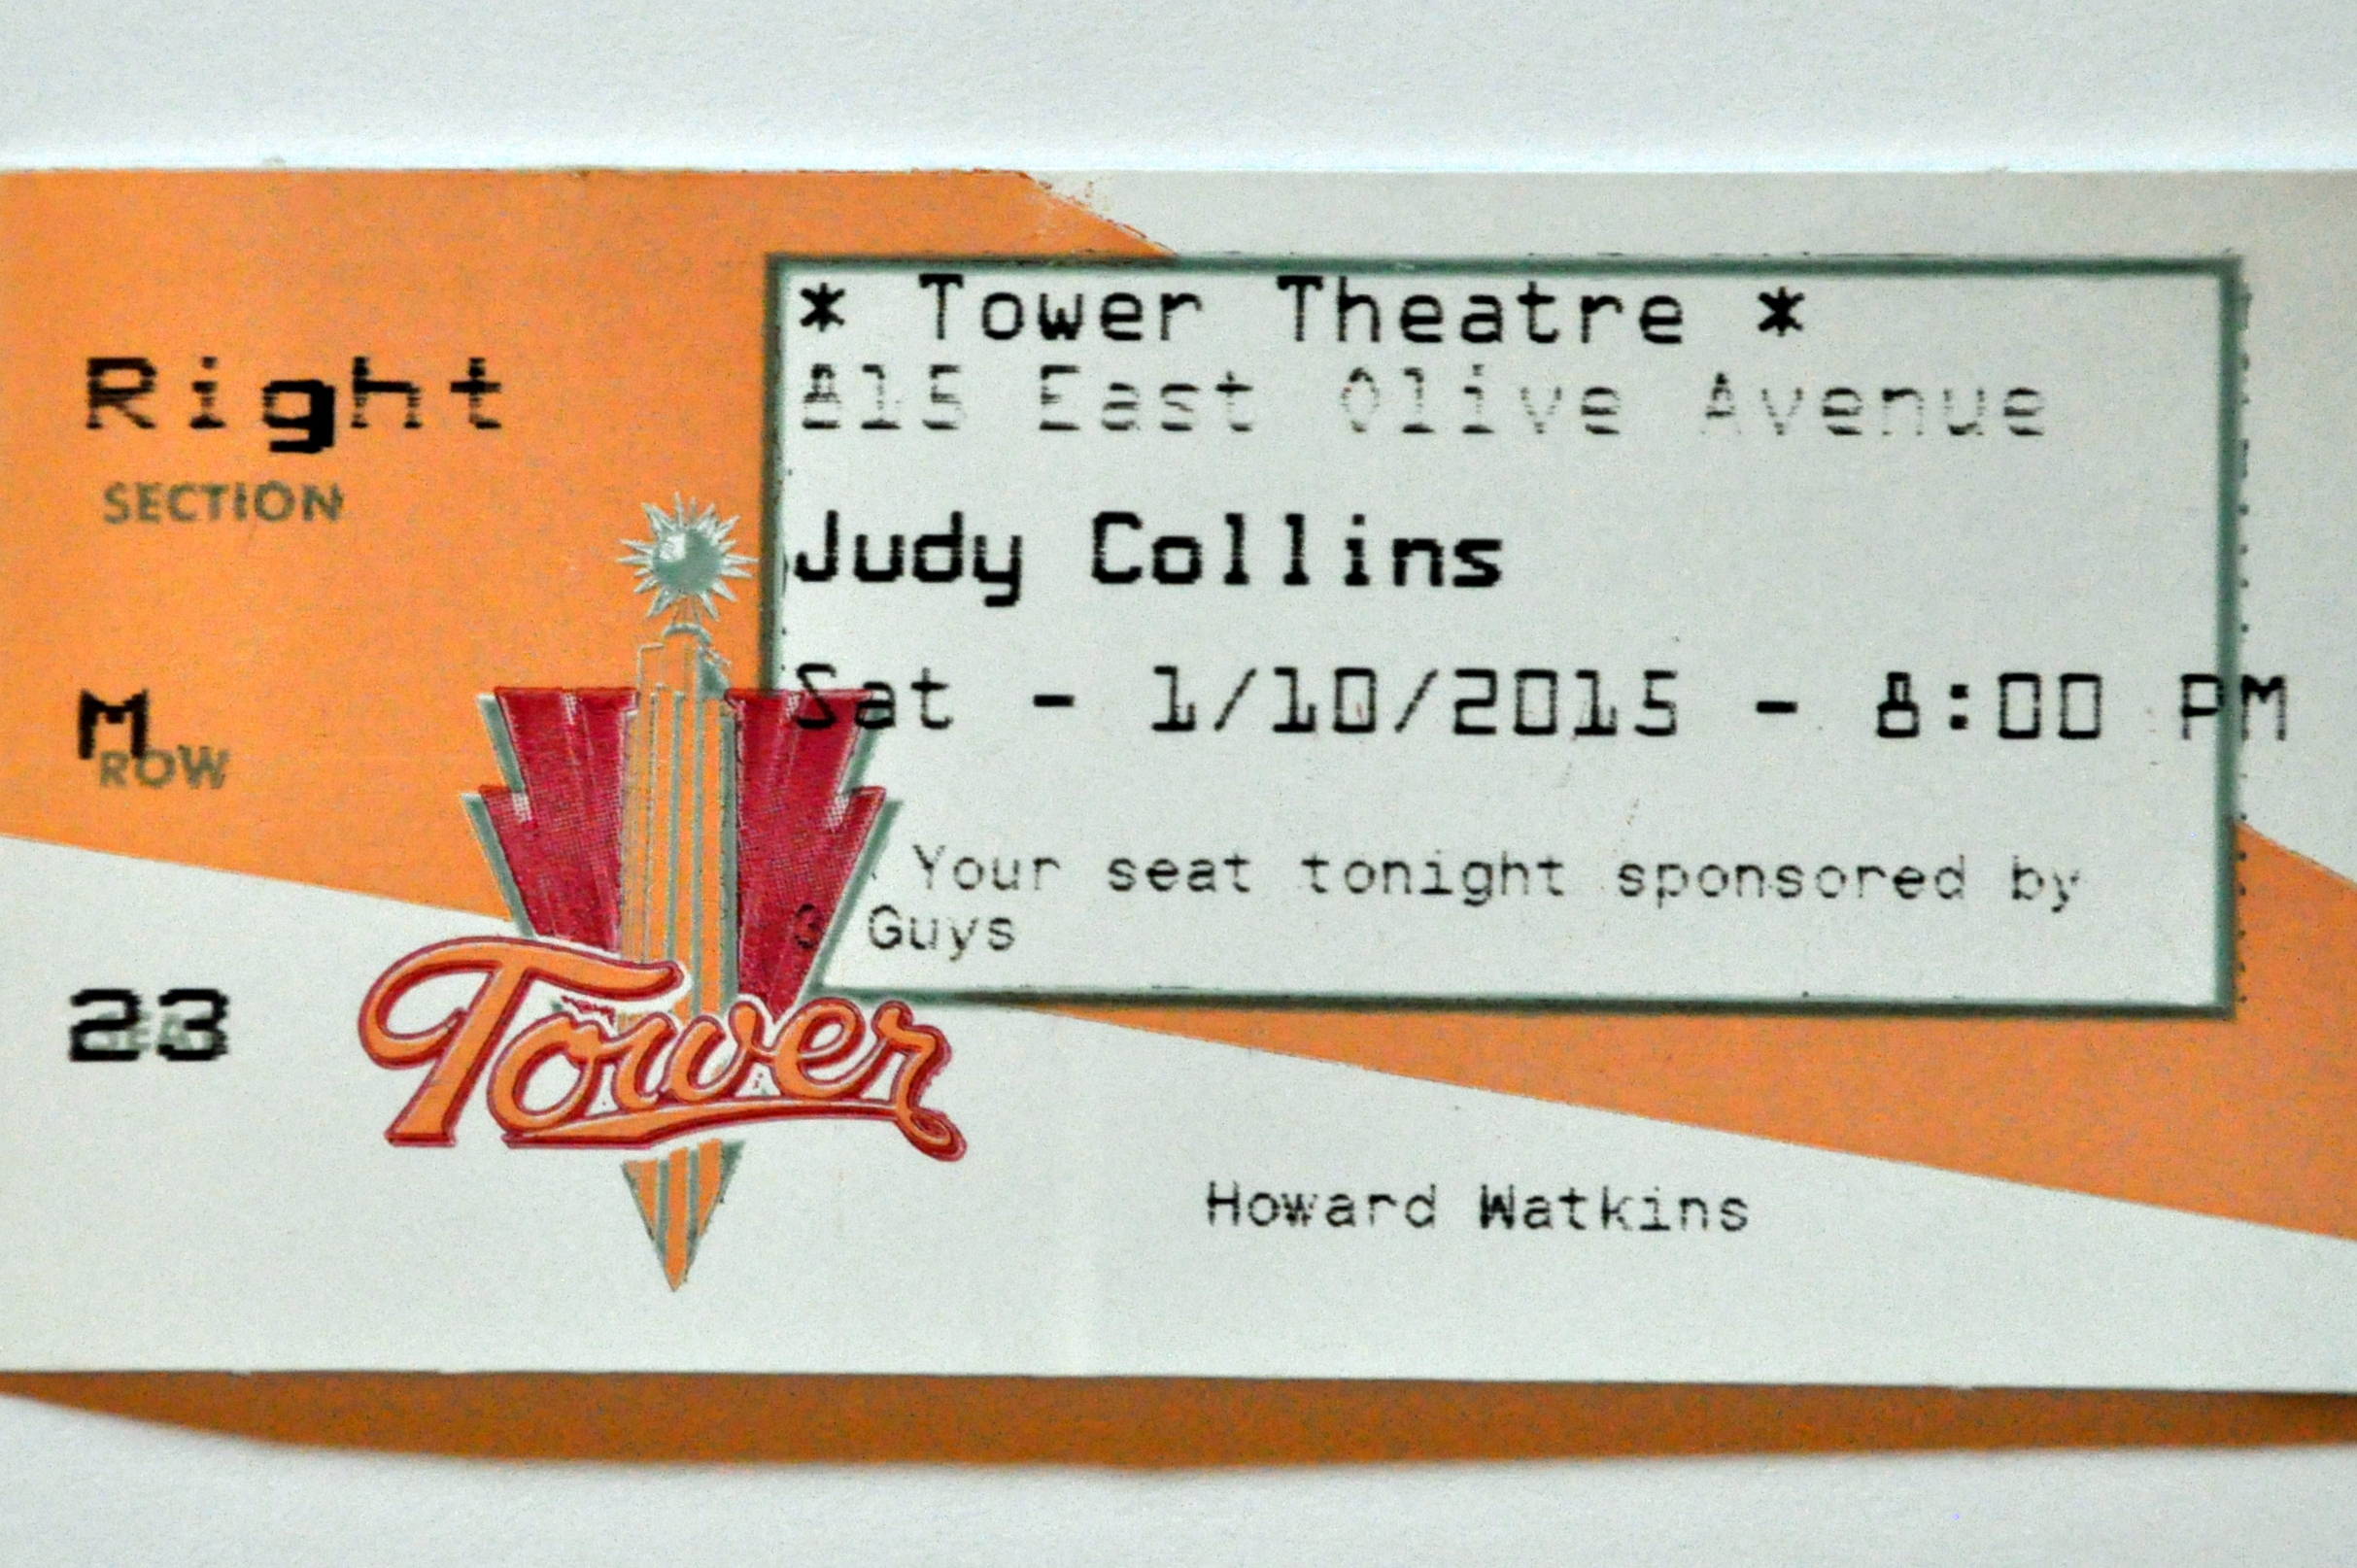 Right
SECTION
M
ROW
23
* Tower Theatre *
815 East Olive Avenue
Judy Collins
Sat - 1/10/2015 - 8:00 PM
Your seat tonight sponsored by
3 Guys
Tower
Howard Watkins